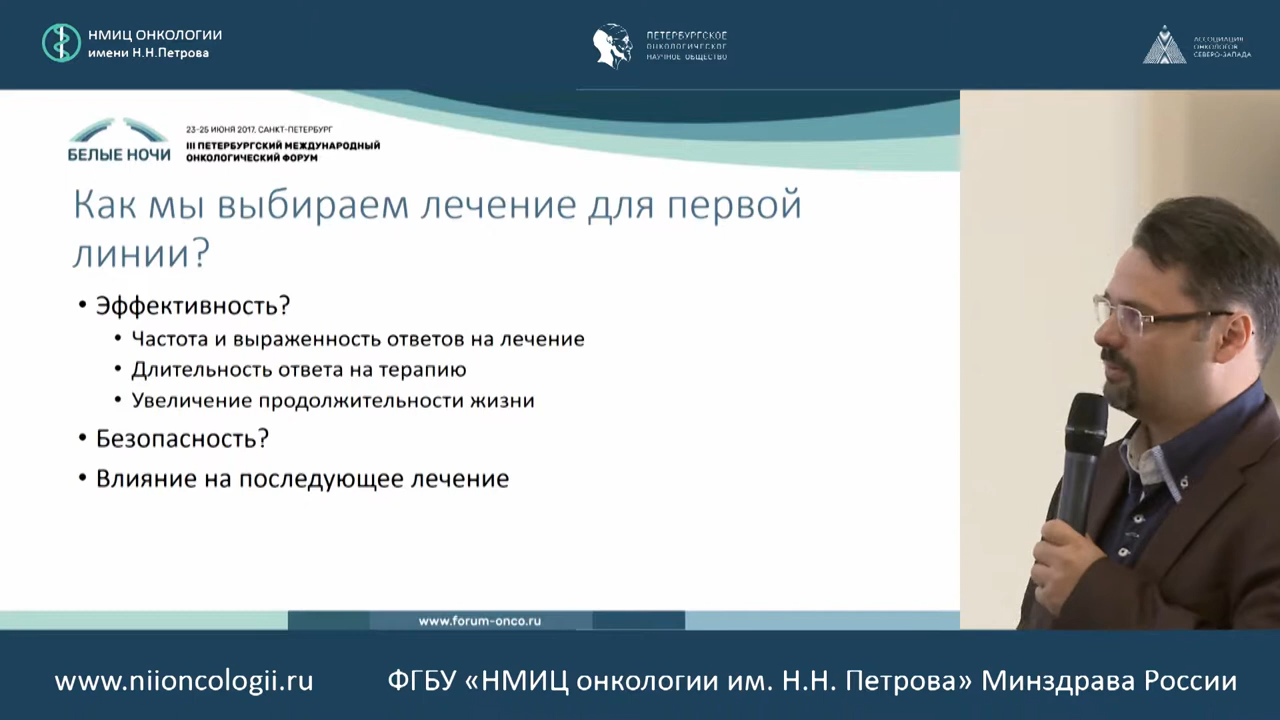 НМИЦ ОНКОЛОГИИ
имени Н.Н.Петрова
ПЕТЕРБУРГСКОЕ
ОНКОЛОГИЧЕСКОЕ
НАУЧНОЕ ОБЩЕСТВО
АССОЦИАЦИЯ
ОНКОЛОГОВ
СЕВЕРО-ЗАПАДА
БЕЛЫЕ НОЧИ
23-25 ИЮНЯ 2017, САНКТ-ПЕТЕРБУРГ
III ПЕТЕРБУРГСКИЙ МЕЖДУНАРОДНЫЙ
ОНКОЛОГИЧЕСКИЙ ФОРУМ
Как мы выбираем лечение для первой
линии?
• Эффективность?
• Частота и выраженность ответов на лечение
• Длительность ответа на терапию
• Увеличение продолжительности жизни
• Безопасность?
• Влияние на последующее лечение
www.forum-onco.ru
www.niioncologii.ru
ФГБУ «НМИЦ онкологии им. Н.Н. Петрова» Минздрава России